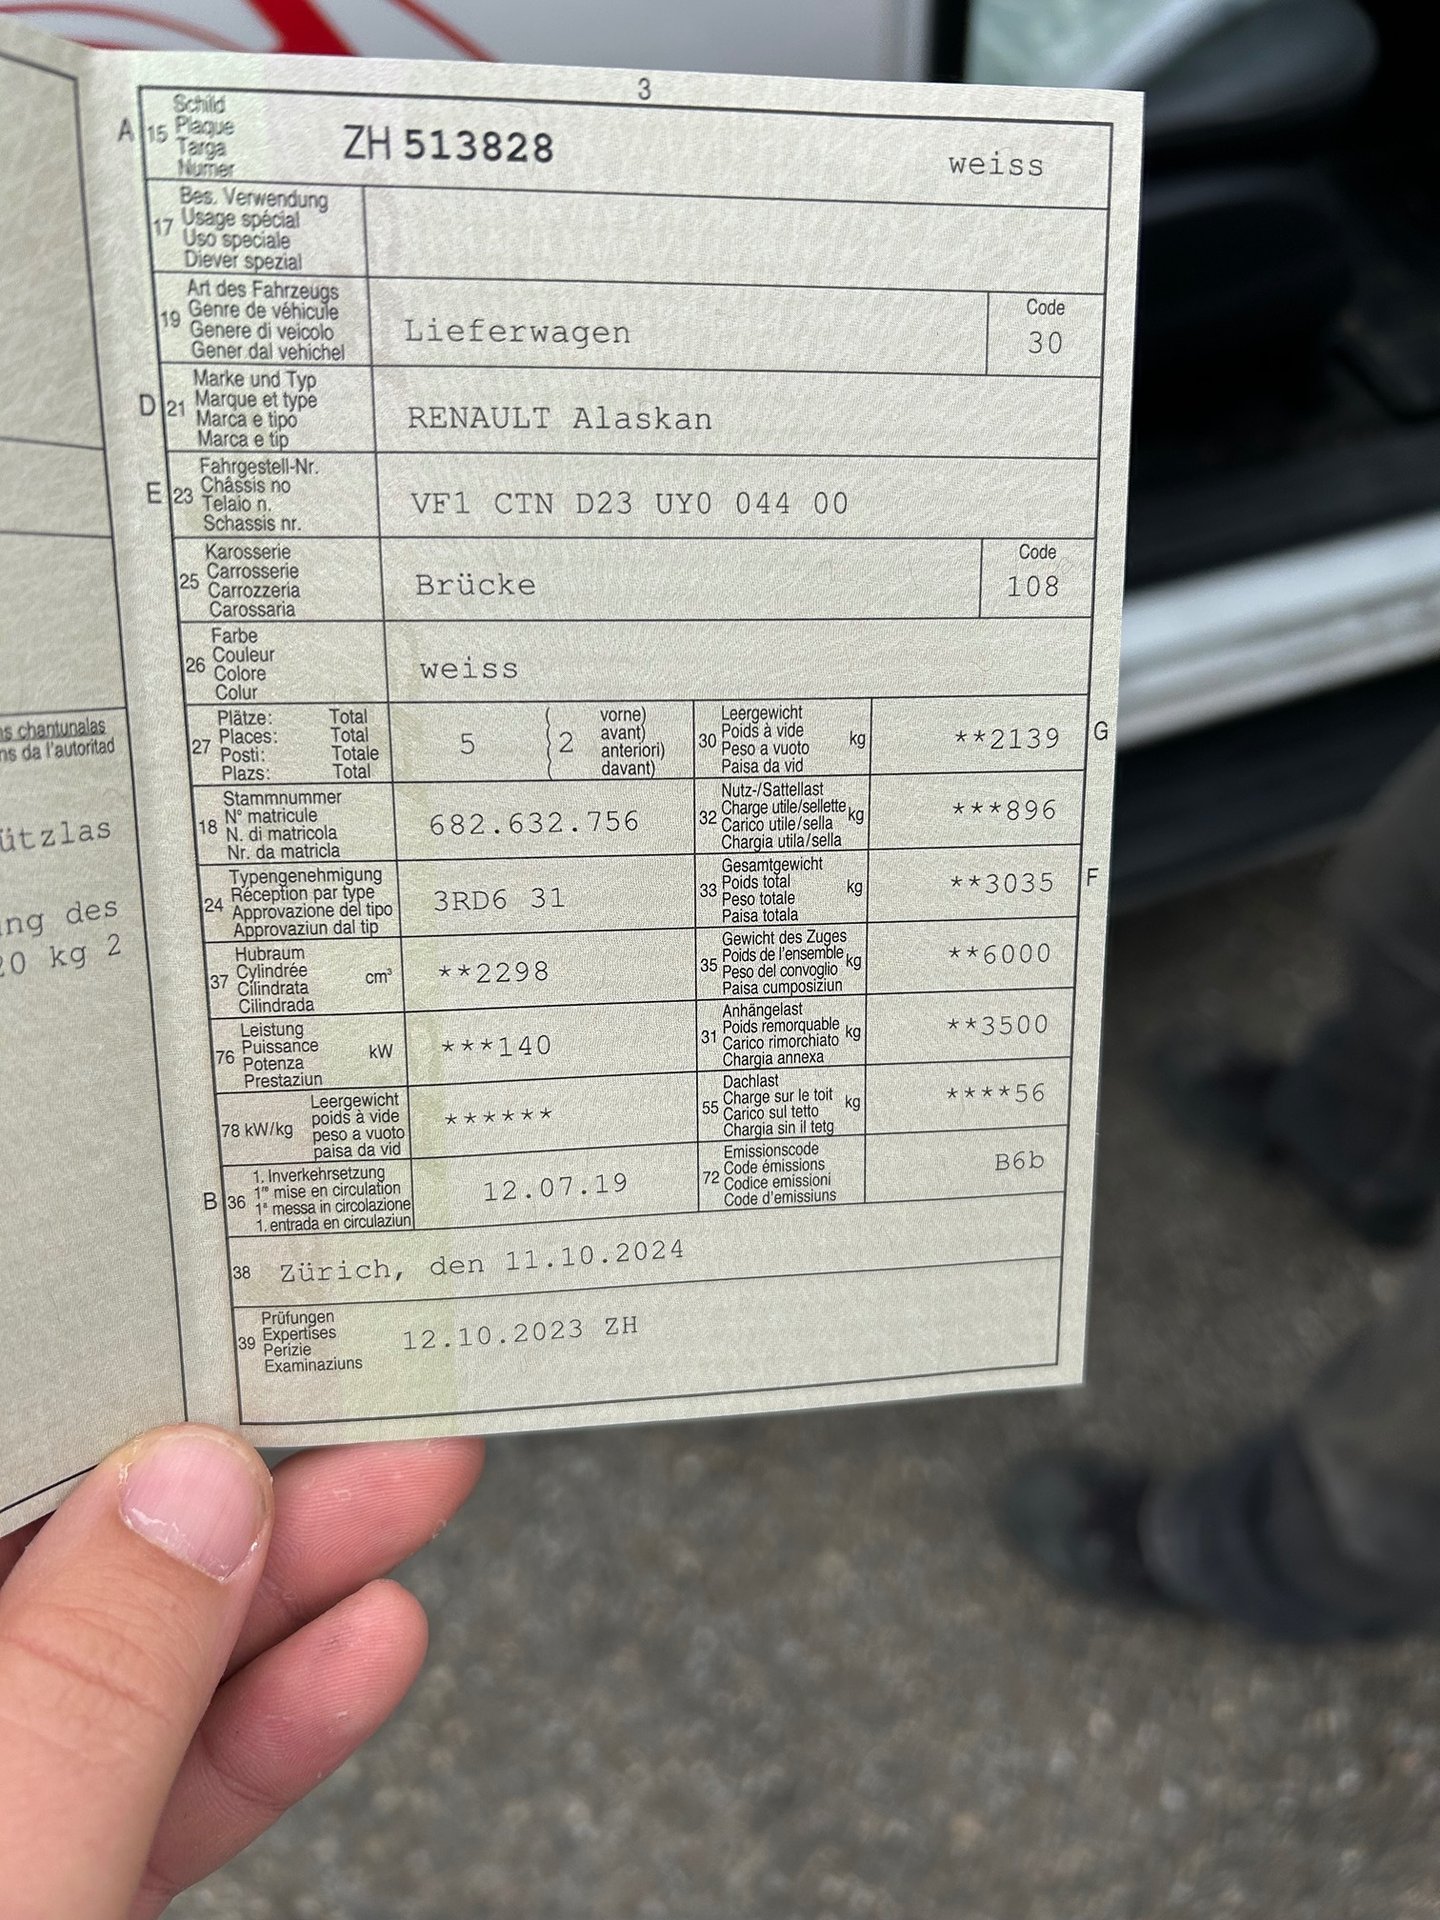 3
A 15 Schild
Plaque
Targa
Numer
ZH 513828 weiss
17 Bes. Verwendung
Usage spécial
Uso speciale
Diever spezial
19 Art des Fahrzeugs
Genre de véhicule
Genere di veicolo
Gener dal vehichel
Lieferwagen
Code
30
D 21 Marke und Typ
Marque et type
Marca e tipo
Marca e tip
RENAULT Alaskan
E 23 Fahrgestell-Nr.
Châssis no
Telaio n.
Schassis nr.
VF1 CTN D23 UY0 044 00
25 Karosserie
Carrosserie
Carrozzeria
Carossaria
Brücke
Code
108
26 Farbe
Couleur
Colore
Colur
weiss
27 Plätze: Total
Places: Total
Posti: Totale
Plazs: Total
5 ( 2 vorne)
avant)
anteriori)
davant)
30 Leergewicht
Poids à vide
Peso a vuoto
Paisa da vid
kg
**2139 G
18 Stammnummer
N° matricule
N. di matricola
Nr. da matricla
682.632.756
32 Nutz-/Sattellast
Charge utile/sellette
Carico utile/sella
Chargia utila/sella
kg
***896
24 Typengenehmigung
Réception par type
Approvazione del tipo
Approvaziun dal tip
3RD6 31
33 Gesamtgewicht
Poids total
Peso totale
Paisa totala
kg
**3035 F
37 Hubraum
Cylindrée
Cilindrata
Cilindrada
cm³
**2298
35 Gewicht des Zuges
Poids de l'ensemble
Peso del convoglio
Paisa cumposiziun
kg
**6000
76 Leistung
Puissance
Potenza
Prestaziun
kW
***140
31 Anhängelast
Poids remorquable
Carico rimorchiato
Chargia annexa
kg
**3500
78 kW/kg Leergewicht
poids à vide
peso a vuoto
paisa da vid
******
55 Dachlast
Charge sur le toit
Carico sul tetto
Chargia sin il tetg
kg
****56
B 36 1. Inverkehrsetzung
1re mise en circulation
1a messa in circolazione
1. entrada en circulaziun
12.07.19
72 Emissionscode
Code émissions
Codice emissioni
Code d'emissiuns
B6b
38 Zürich, den 11.10.2024
39 Prüfungen
Expertises
Perizie
Examinaziuns
12.10.2023 ZH
chantunalas
da l'autoritad
ützlas
ng des
0 kg 2